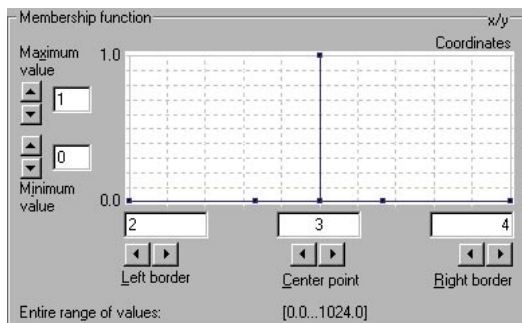 Membership function
x/y
Coordinates
Maximum
value
1
0
Minimum
value
1.0
0.0
2
3
4
Left border
Center point
Right border
Entire range of values:
[0.0...1024.0]